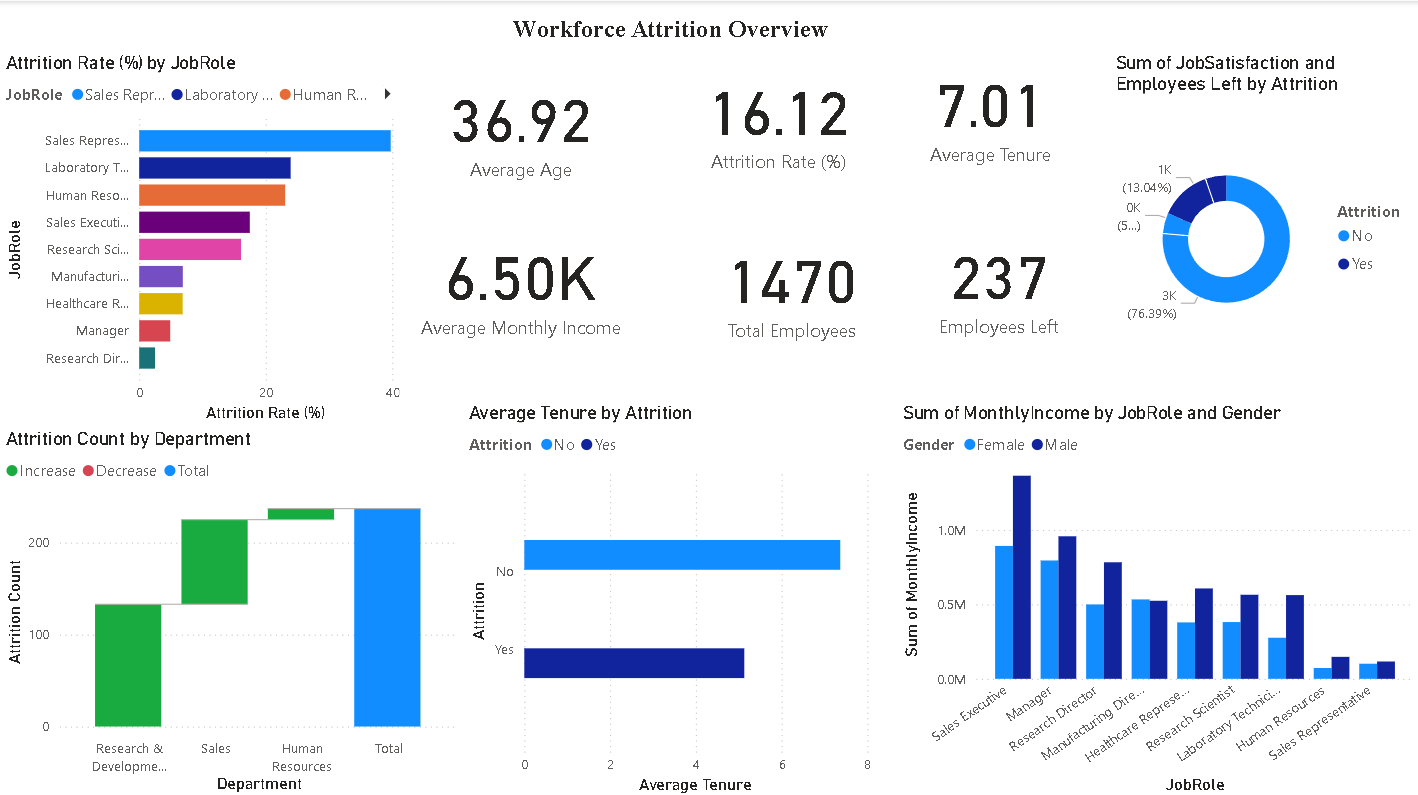 Workforce Attrition Overview
Attrition Rate (%) by JobRole
JobRole Sales Repr... Laboratory ... Human R...
JobRole
Sales Repres...
Laboratory T...
Human Reso...
Sales Executi...
Research Sci...
Manufacturi...
Healthcare R...
Manager
Research Dir...
0 20 40
Attrition Rate (%)
36.92
Average Age
16.12
Attrition Rate (%)
7.01
Average Tenure
6.50K
Average Monthly Income
1470
Total Employees
237
Employees Left
Sum of JobSatisfaction and
Employees Left by Attrition
1K
(13.04%)
0K
(5...)
3K
(76.39%)
Attrition
No
Yes
Attrition Count by Department
Increase Decrease Total
Attrition Count
200
100
0
Research &
Developme...
Sales
Human
Resources
Total
Department
Average Tenure by Attrition
Attrition No Yes
Attrition
No
Yes
0 2 4 6 8
Average Tenure
Sum of MonthlyIncome by JobRole and Gender
Gender Female Male
Sum of MonthlyIncome
1.0M
0.5M
0.0M
Sales Executive
Manager
Research Director
Manufacturing Dire...
Healthcare Represe...
Research Scientist
Laboratory Technici...
Human Resources
Sales Representative
JobRole